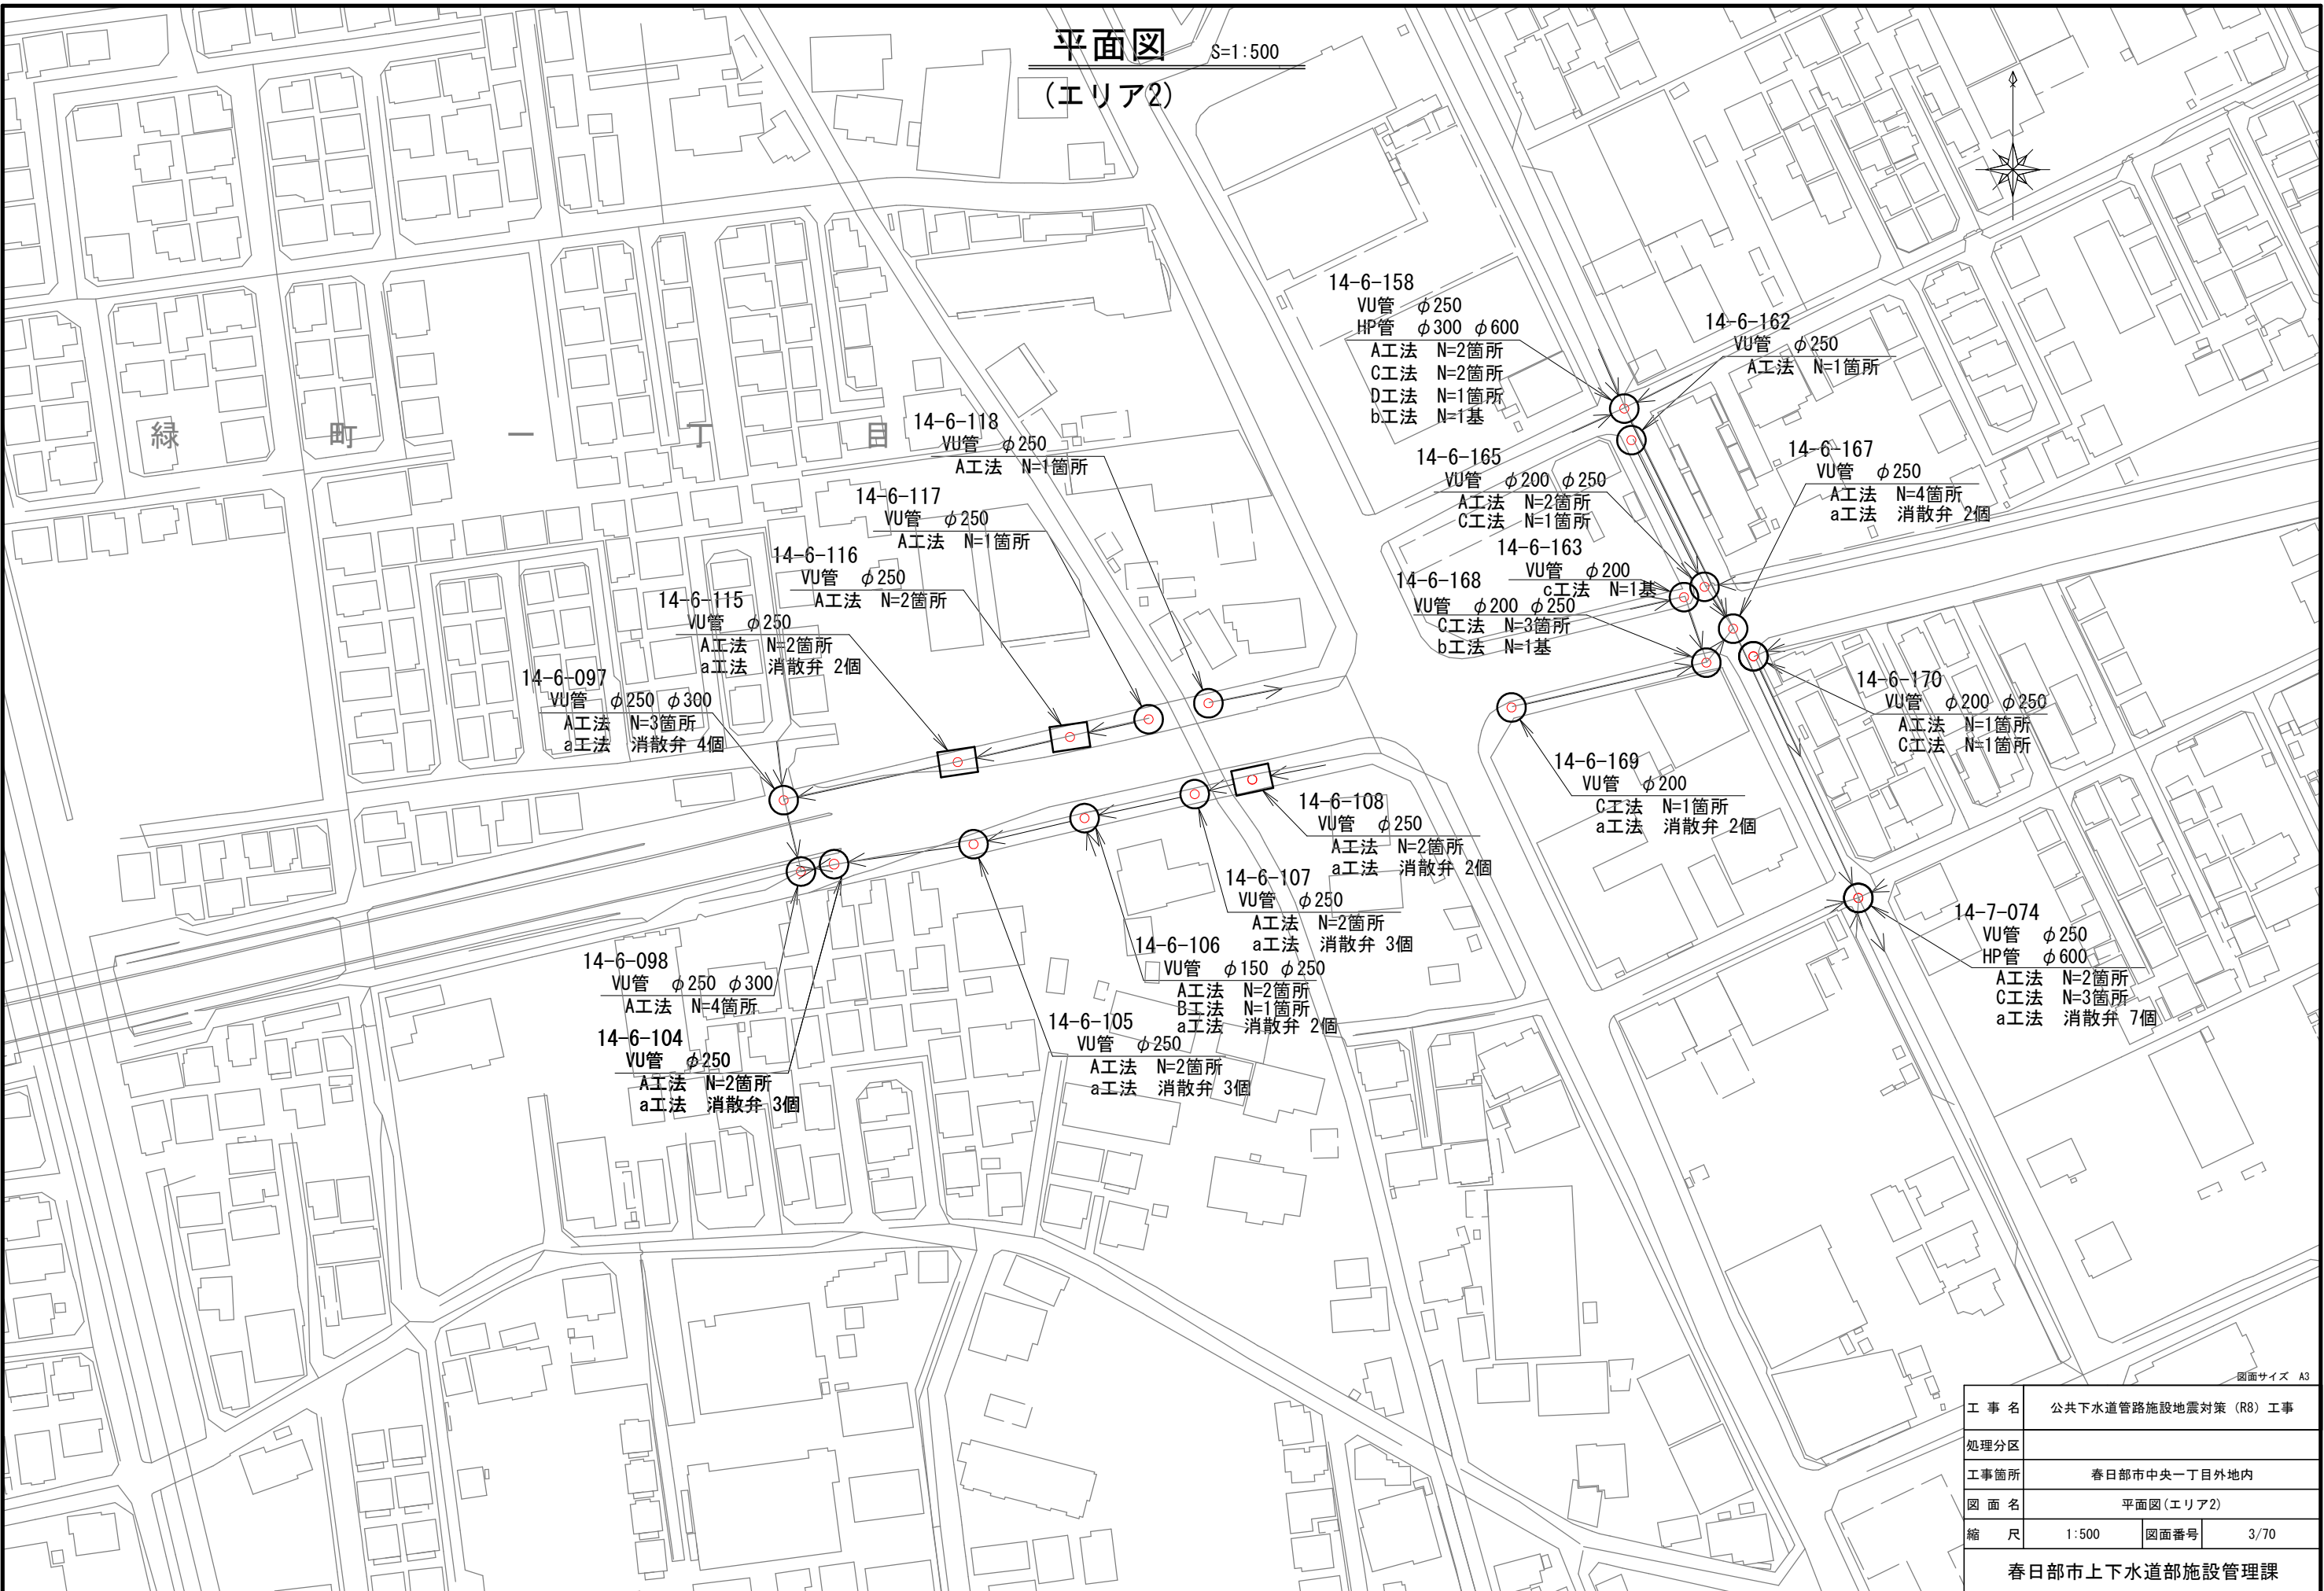 平面図 S=1:500
(エリア2)
14-6-158
VU管 φ250
HP管 φ300 φ600
A工法 N=2箇所
C工法 N=2箇所
D工法 N=1箇所
b工法 N=1基
14-6-162
VU管 φ250
A工法 N=1箇所
緑町一丁目
14-6-118
VU管 φ250
A工法 N=1箇所
14-6-165
VU管 φ200 φ250
A工法 N=2箇所
C工法 N=1箇所
14-6-167
VU管 φ250
A工法 N=4箇所
a工法 消散弁 2個
14-6-117
VU管 φ250
A工法 N=1箇所
14-6-163
VU管 φ200
c工法 N=1基
14-6-116
VU管 φ250
A工法 N=2箇所
14-6-168
VU管 φ200 φ250
C工法 N=3箇所
b工法 N=1基
14-6-115
VU管 φ250
A工法 N=2箇所
a工法 消散弁 2個
14-6-097
VU管 φ250 φ300
A工法 N=3箇所
a工法 消散弁 4個
14-6-170
VU管 φ200 φ250
A工法 N=1箇所
C工法 N=1箇所
14-6-169
VU管 φ200
C工法 N=1箇所
a工法 消散弁 2個
14-6-108
VU管 φ250
A工法 N=2箇所
a工法 消散弁 2個
14-6-107
VU管 φ250
A工法 N=2箇所
a工法 消散弁 3個
14-7-074
VU管 φ250
HP管 φ600
A工法 N=2箇所
C工法 N=3箇所
a工法 消散弁 7個
14-6-106
VU管 φ150 φ250
A工法 N=2箇所
B工法 N=1箇所
a工法 消散弁 2個
14-6-098
VU管 φ250 φ300
A工法 N=4箇所
14-6-105
VU管 φ250
A工法 N=2箇所
a工法 消散弁 3個
14-6-104
VU管 φ250
A工法 N=2箇所
a工法 消散弁 3個
図面サイズ A3
工事名 公共下水道管路施設地震対策(R8)工事
処理分区
工事箇所 春日部市中央一丁目外地内
図面名 平面図(エリア2)
縮尺 1:500 図面番号 3/70
春日部市上下水道部施設管理課